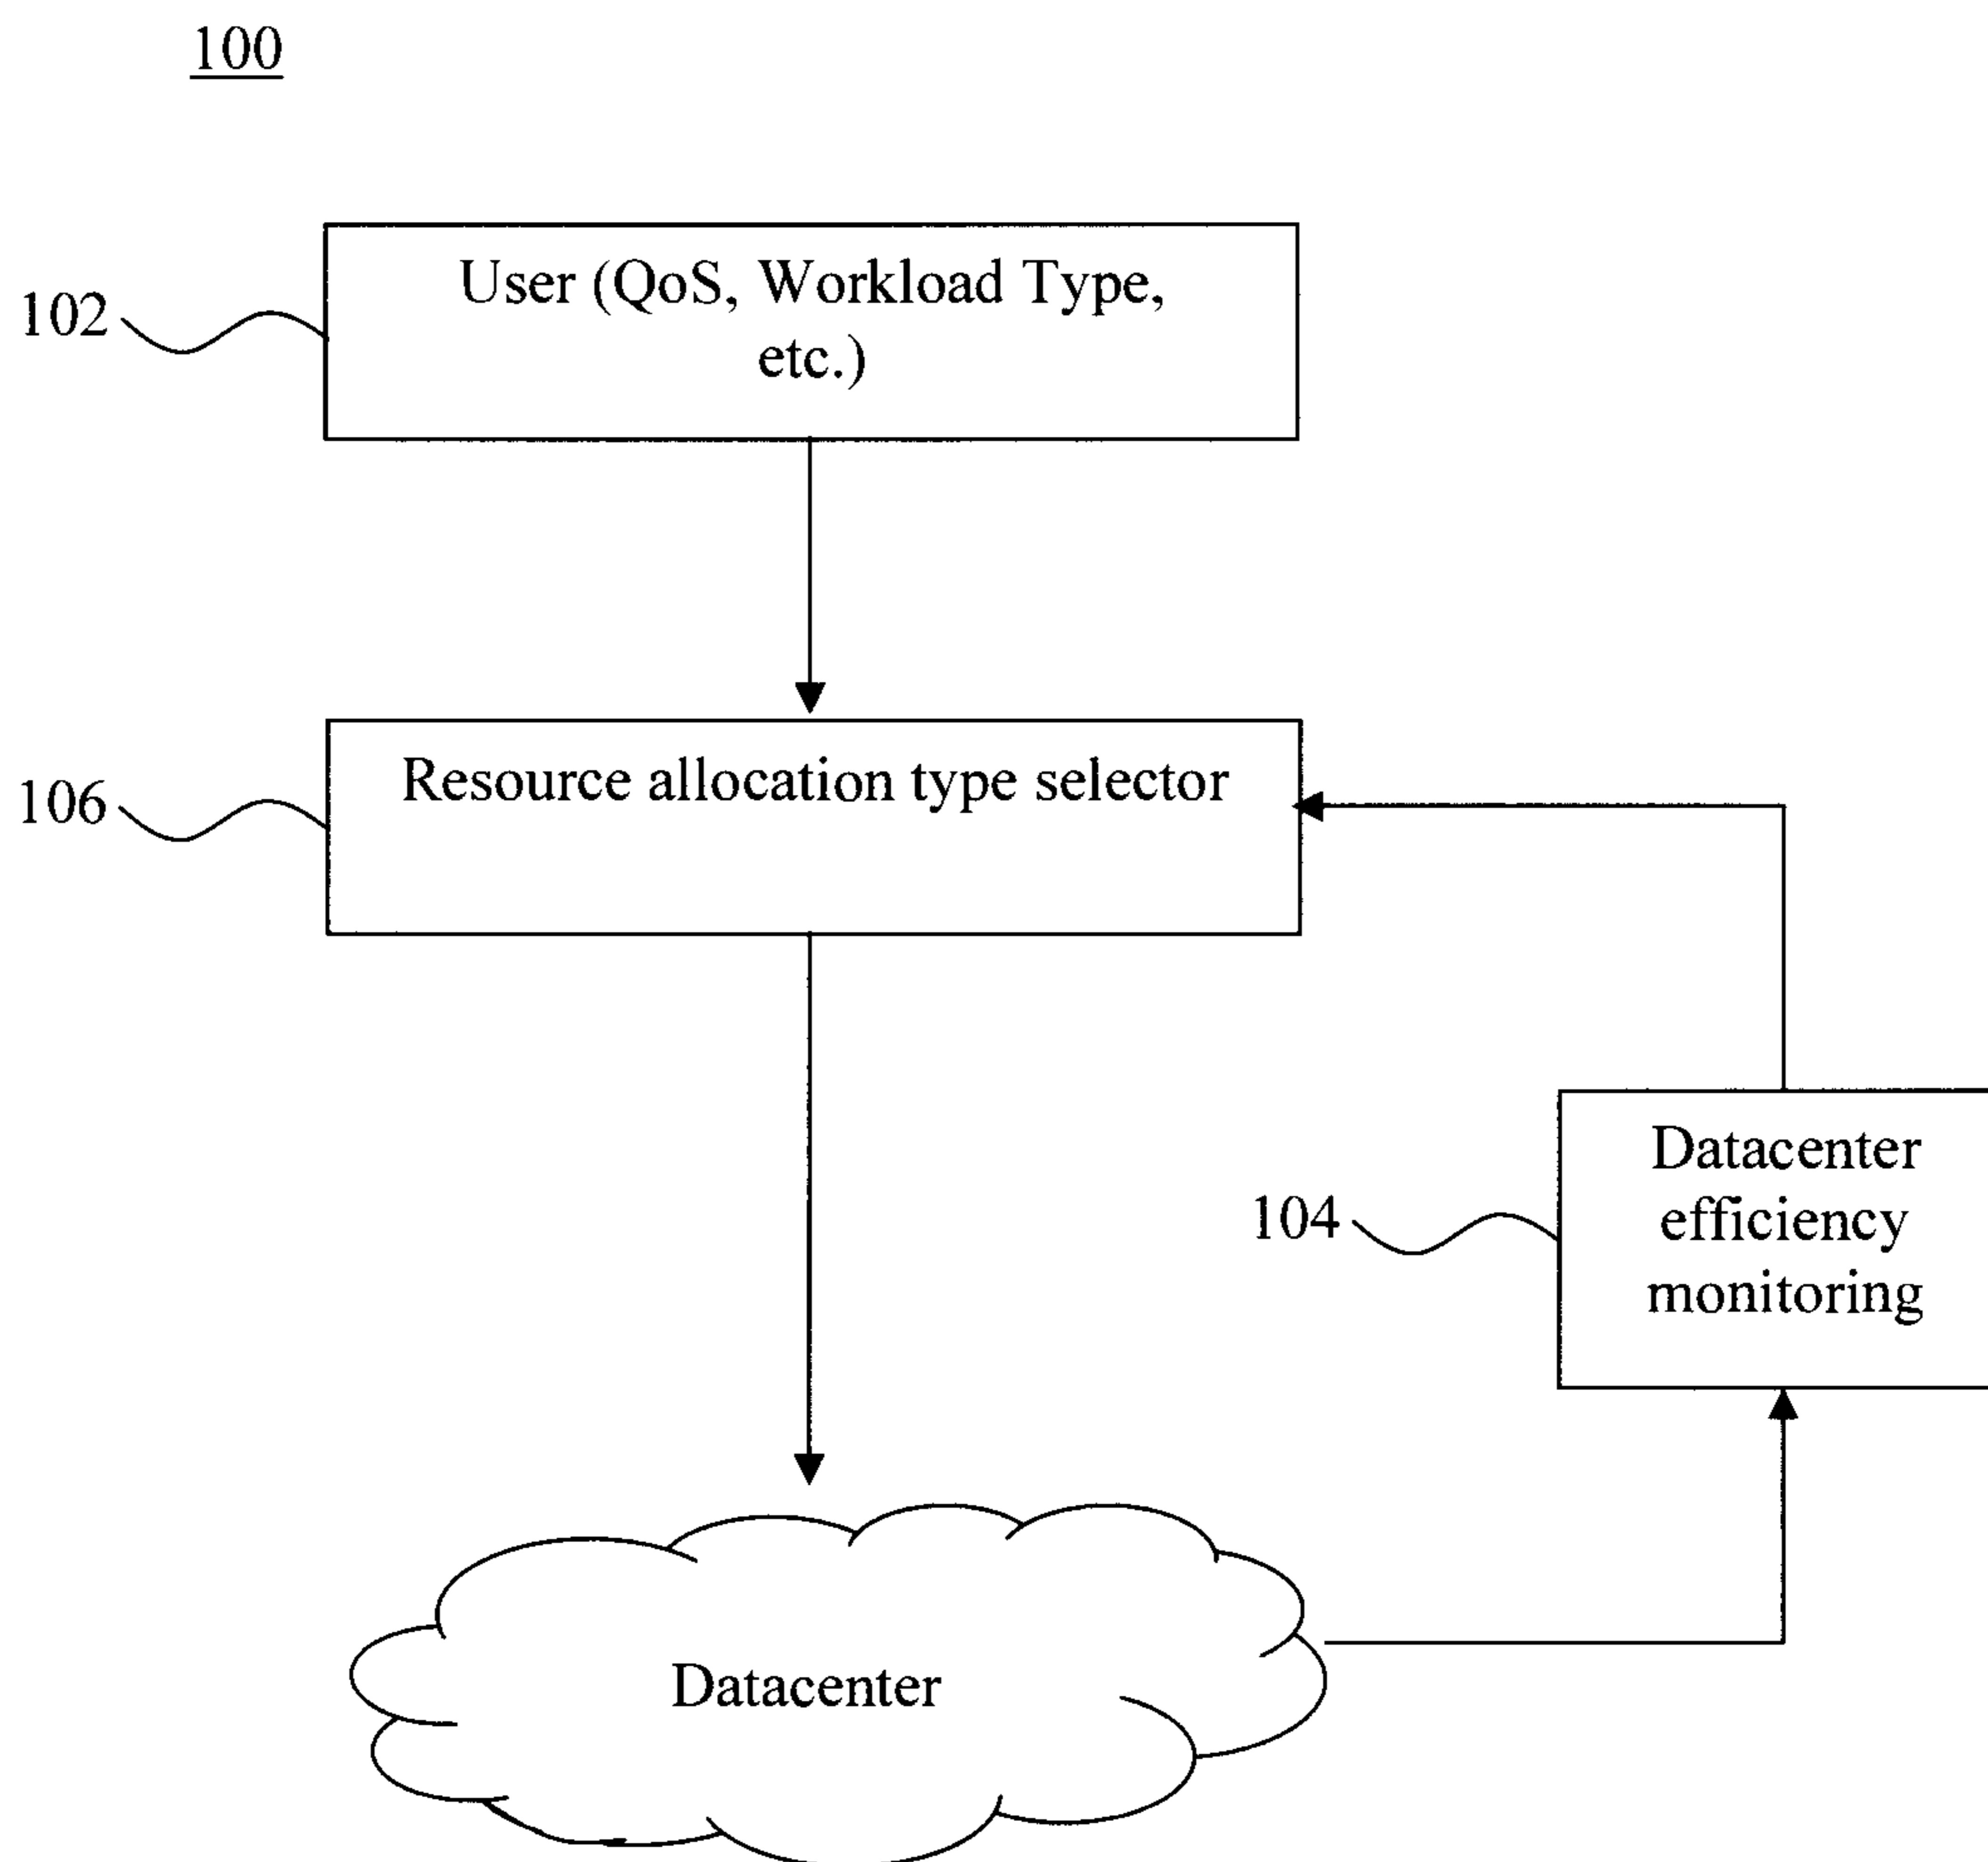 100
102
User (QoS, Workload Type,
etc.)
106
Resource allocation type selector
104
Datacenter
efficiency
monitoring
Datacenter